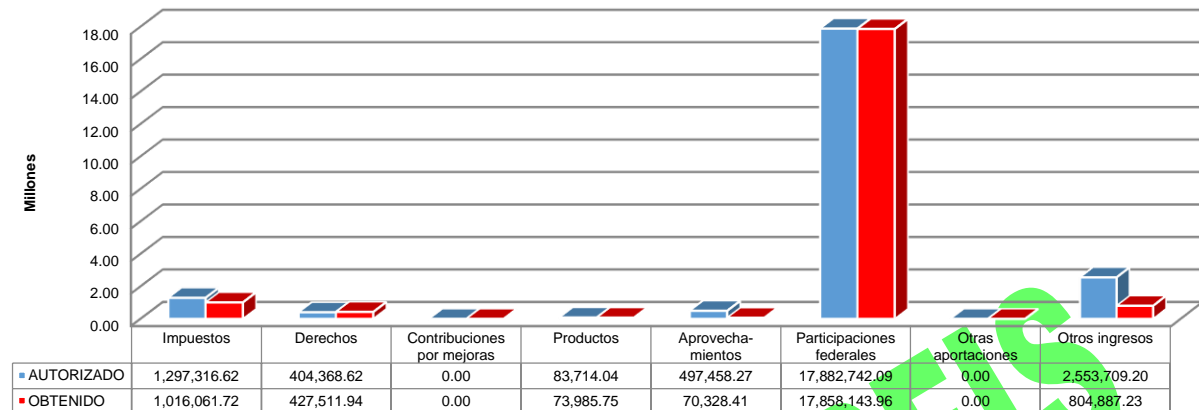 18.00
16.00
14.00
12.00
10.00
8.00
6.00
4.00
2.00
0.00
Millones
Impuestos Derechos Contribuciones por mejoras Productos Aprovecha-mientos Participaciones federales Otras aportaciones Otros ingresos
AUTORIZADO 1,297,316.62 404,368.62 0.00 83,714.04 497,458.27 17,882,742.09 0.00 2,553,709.20
OBTENIDO 1,016,061.72 427,511.94 0.00 73,985.75 70,328.41 17,858,143.96 0.00 804,887.23